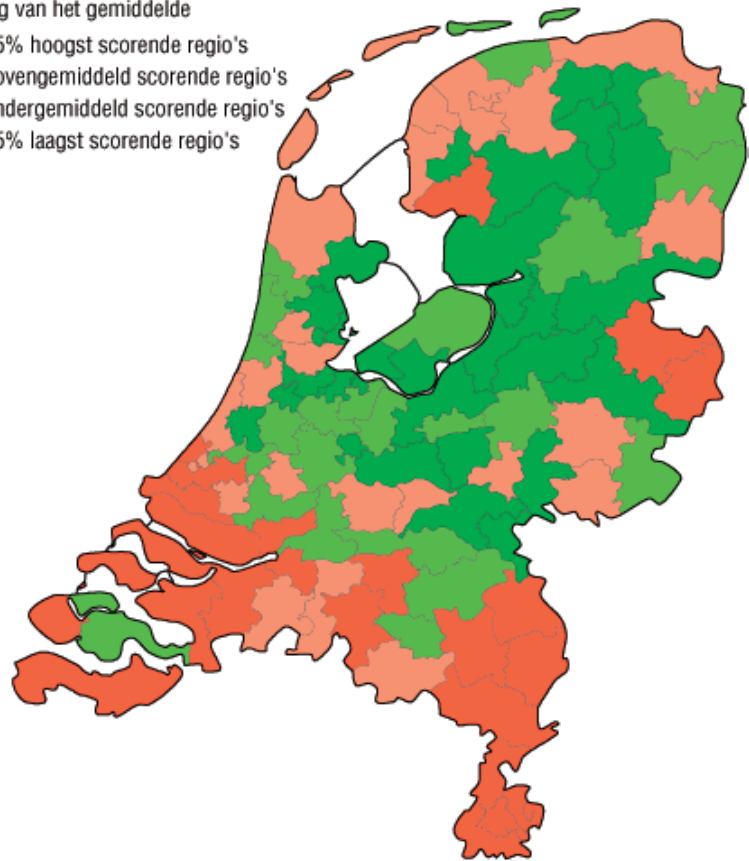 g van het gemiddelde
5% hoogst scorende regio's
ovengemiddeld scorende regio's
ndergemiddeld scorende regio's
5% laagst scorende regio's